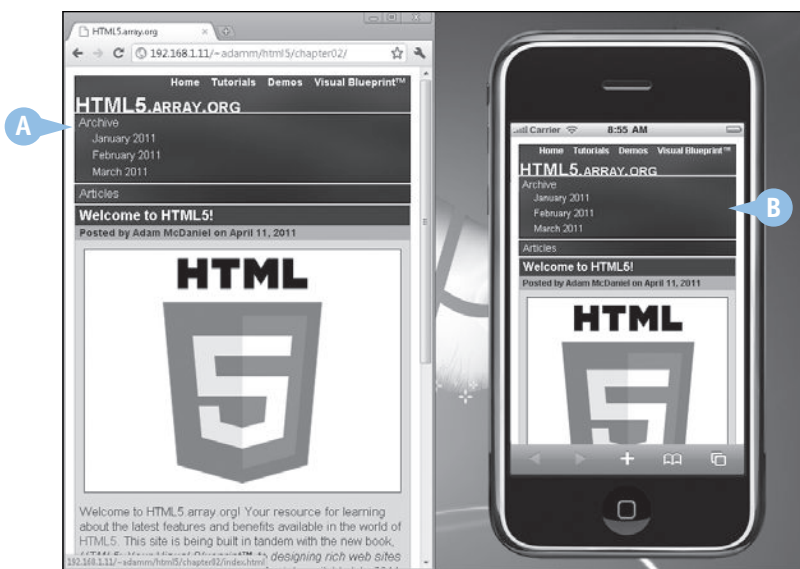 HTML5.array.org
192.168.1.11/~adamm/html5/chapter02/
Home Tutorials Demos Visual Blueprint™
HTML5.ARRAY.ORG
A
Archive
January 2011
February 2011
March 2011
Articles
Welcome to HTML5!
Posted by Adam McDaniel on April 11, 2011
HTML
5
Welcome to HTML5.array.org! Your resource for learning
about the latest features and benefits available in the world of
HTML5. This site is being built in tandem with the new book,
designing rich web sites
192.168.1.11/~adamm/html5/chapter02/index.html
Carrier 8:55 AM
Home Tutorials Demos Visual Blueprint™
HTML5.ARRAY.ORG
Archive
January 2011
February 2011
March 2011
B
Articles
Welcome to HTML5!
Posted by Adam McDaniel on April 11, 2011
HTML
5